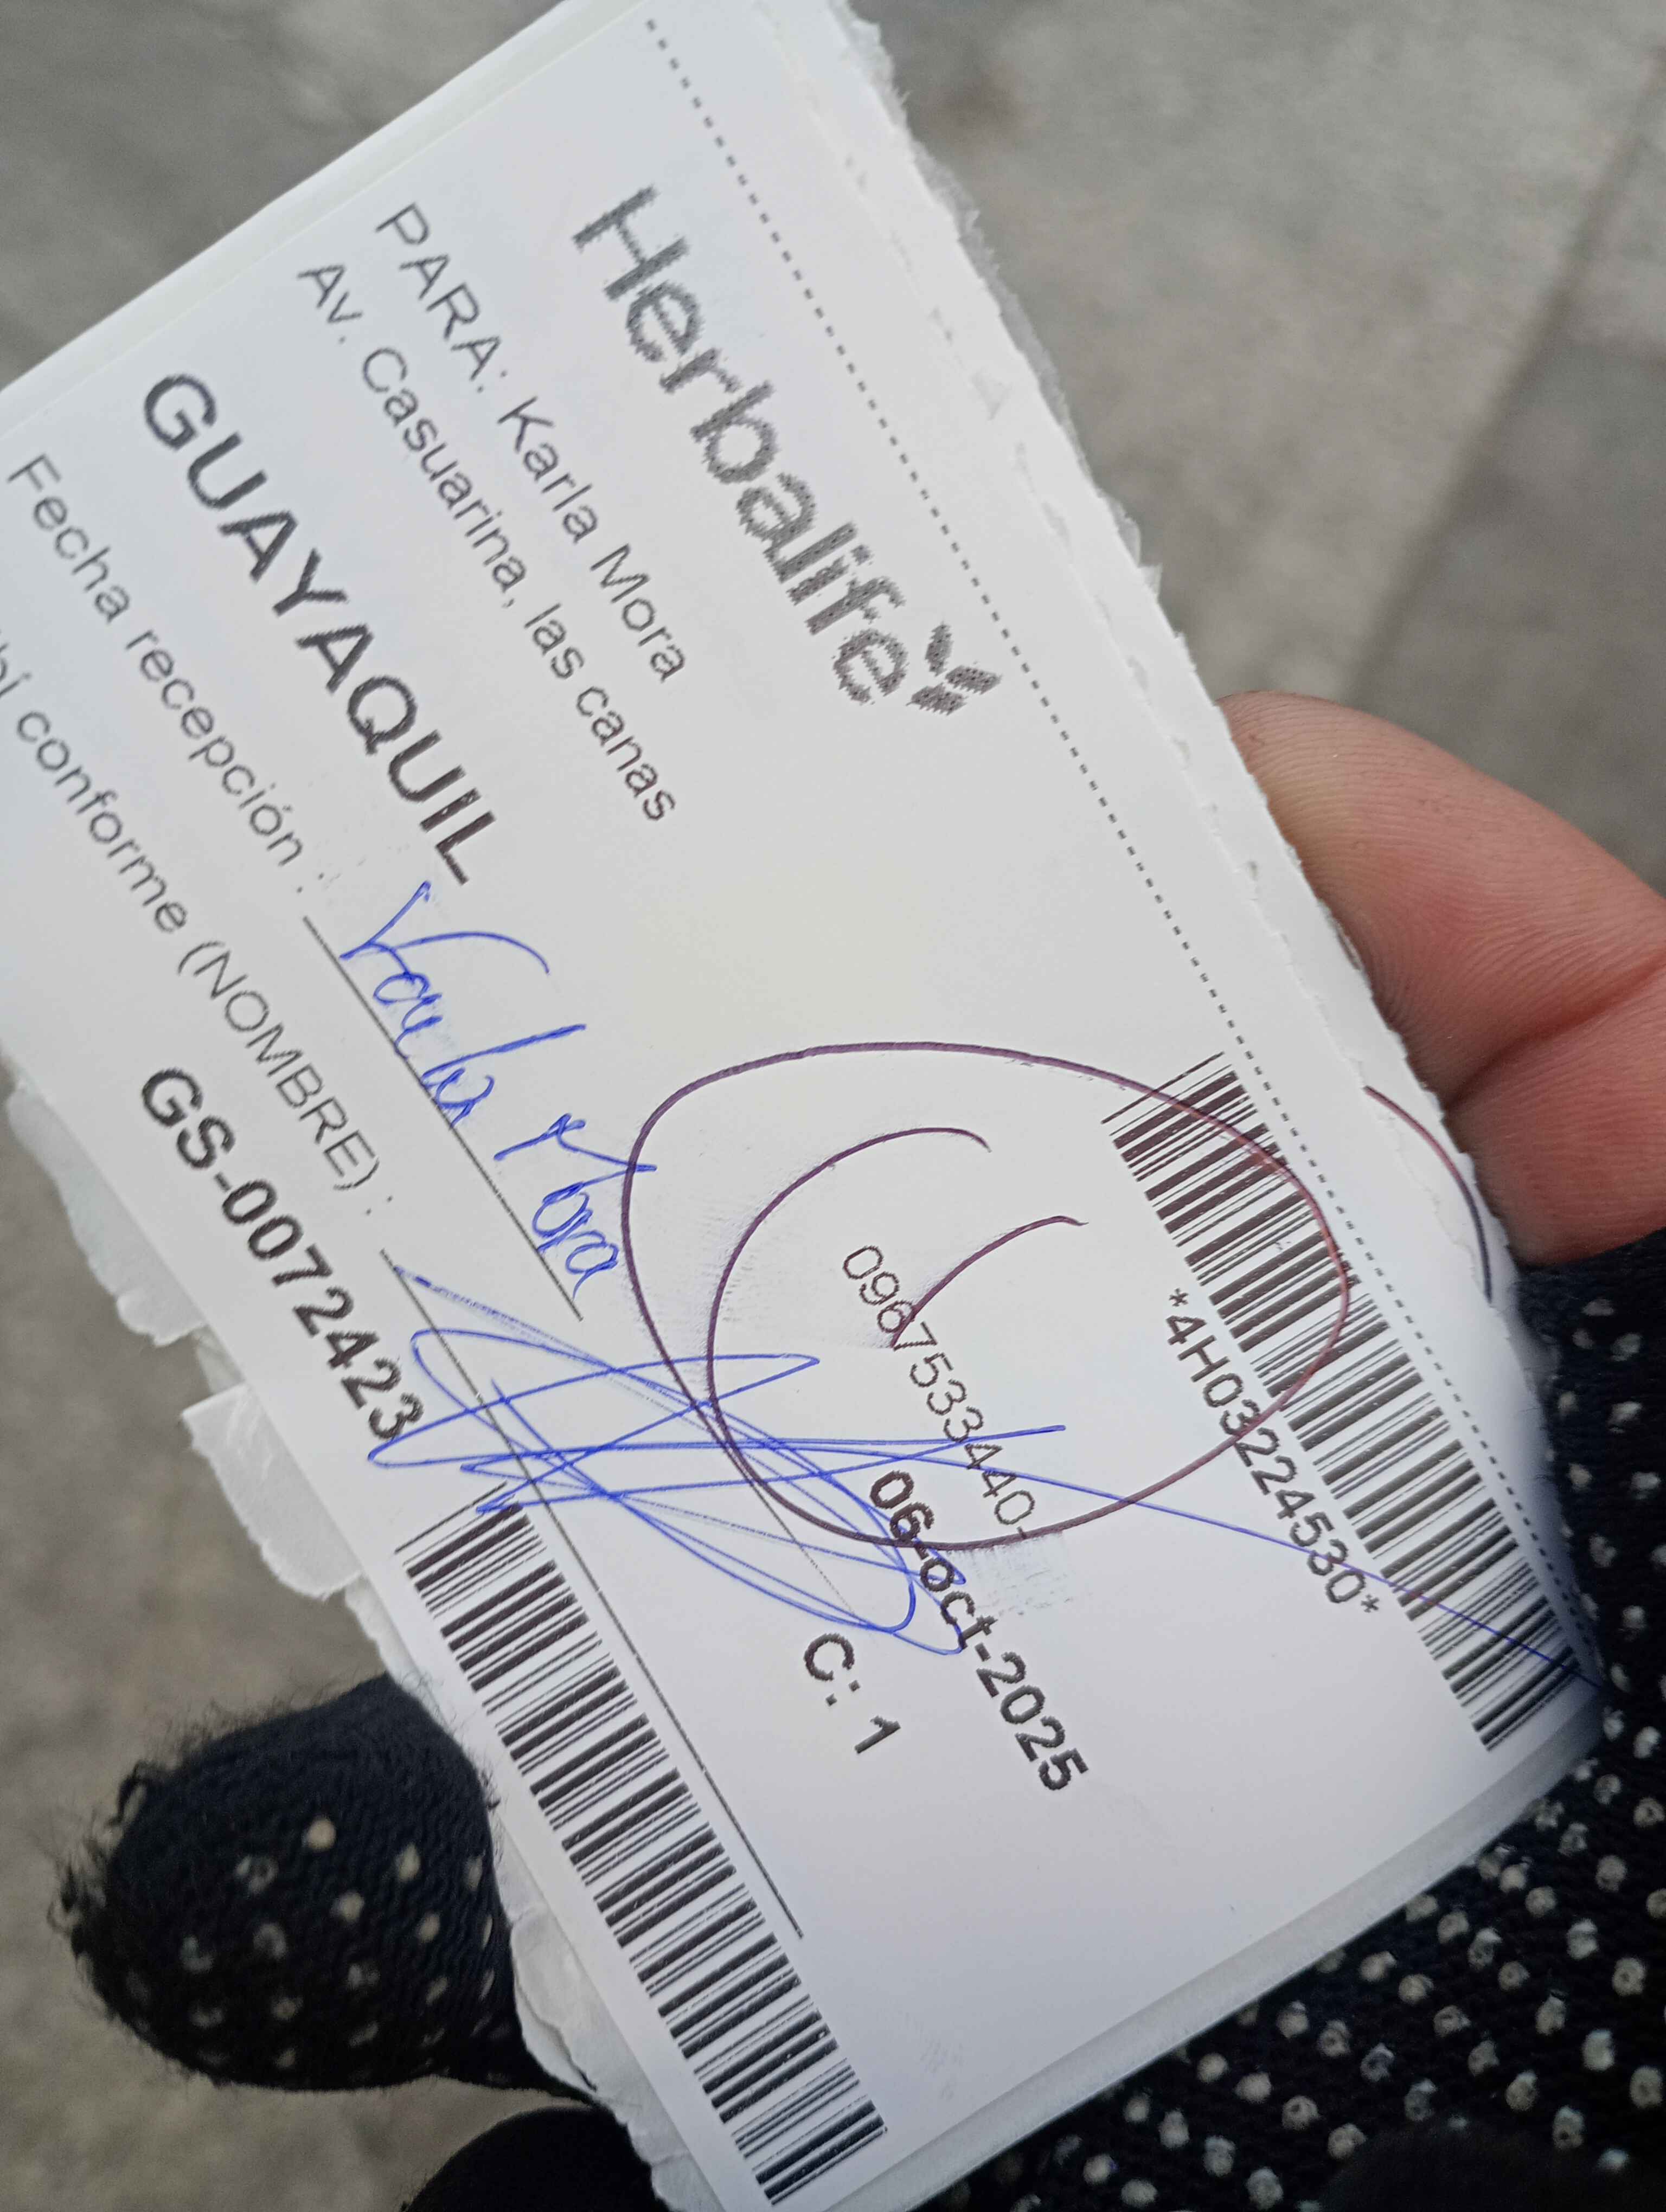 Herbalife
*4H03224530*
PARA: Karla Mora
Av. Casuarina, las canas
0967533440-
GUAYAQUIL
06-oct-2025
Fecha recepción :
Karla Mora
C: 1
conforme (NOMBRE) :
GS-0072423